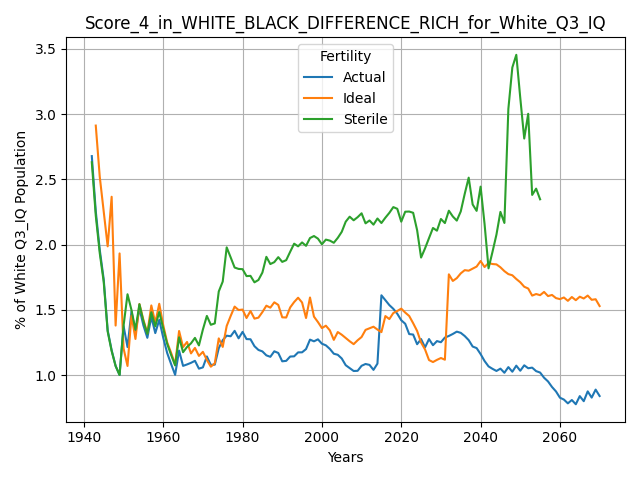 Score_4_in_WHITE_BLACK_DIFFERENCE_RICH_for_White_Q3_IQ
Fertility
Actual
Ideal
Sterile
% of White Q3_IQ Population
3.5
3.0
2.5
2.0
1.5
1.0
1940
1960
1980
2000
2020
2040
2060
Years